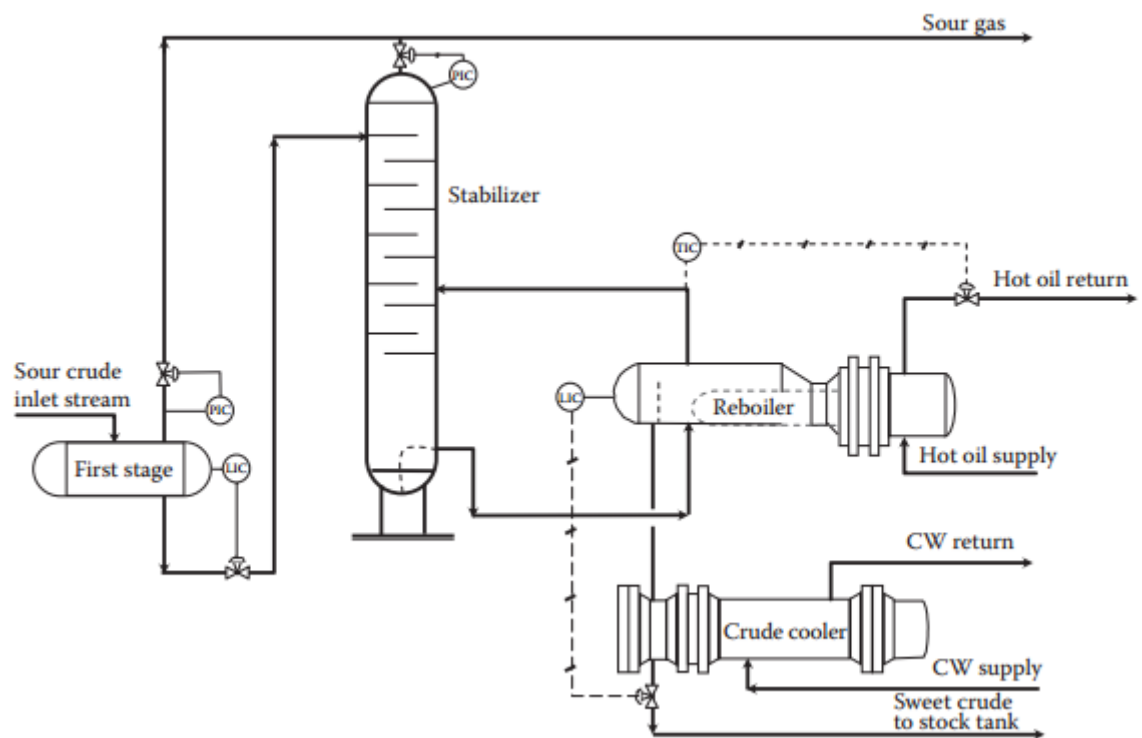 Sour gas
PIC
Stabilizer
TIC
Hot oil return
Sour crude
inlet stream
PIC
LIC
Reboiler
First stage
LIC
Hot oil supply
CW return
Crude cooler
CW supply
Sweet crude
to stock tank